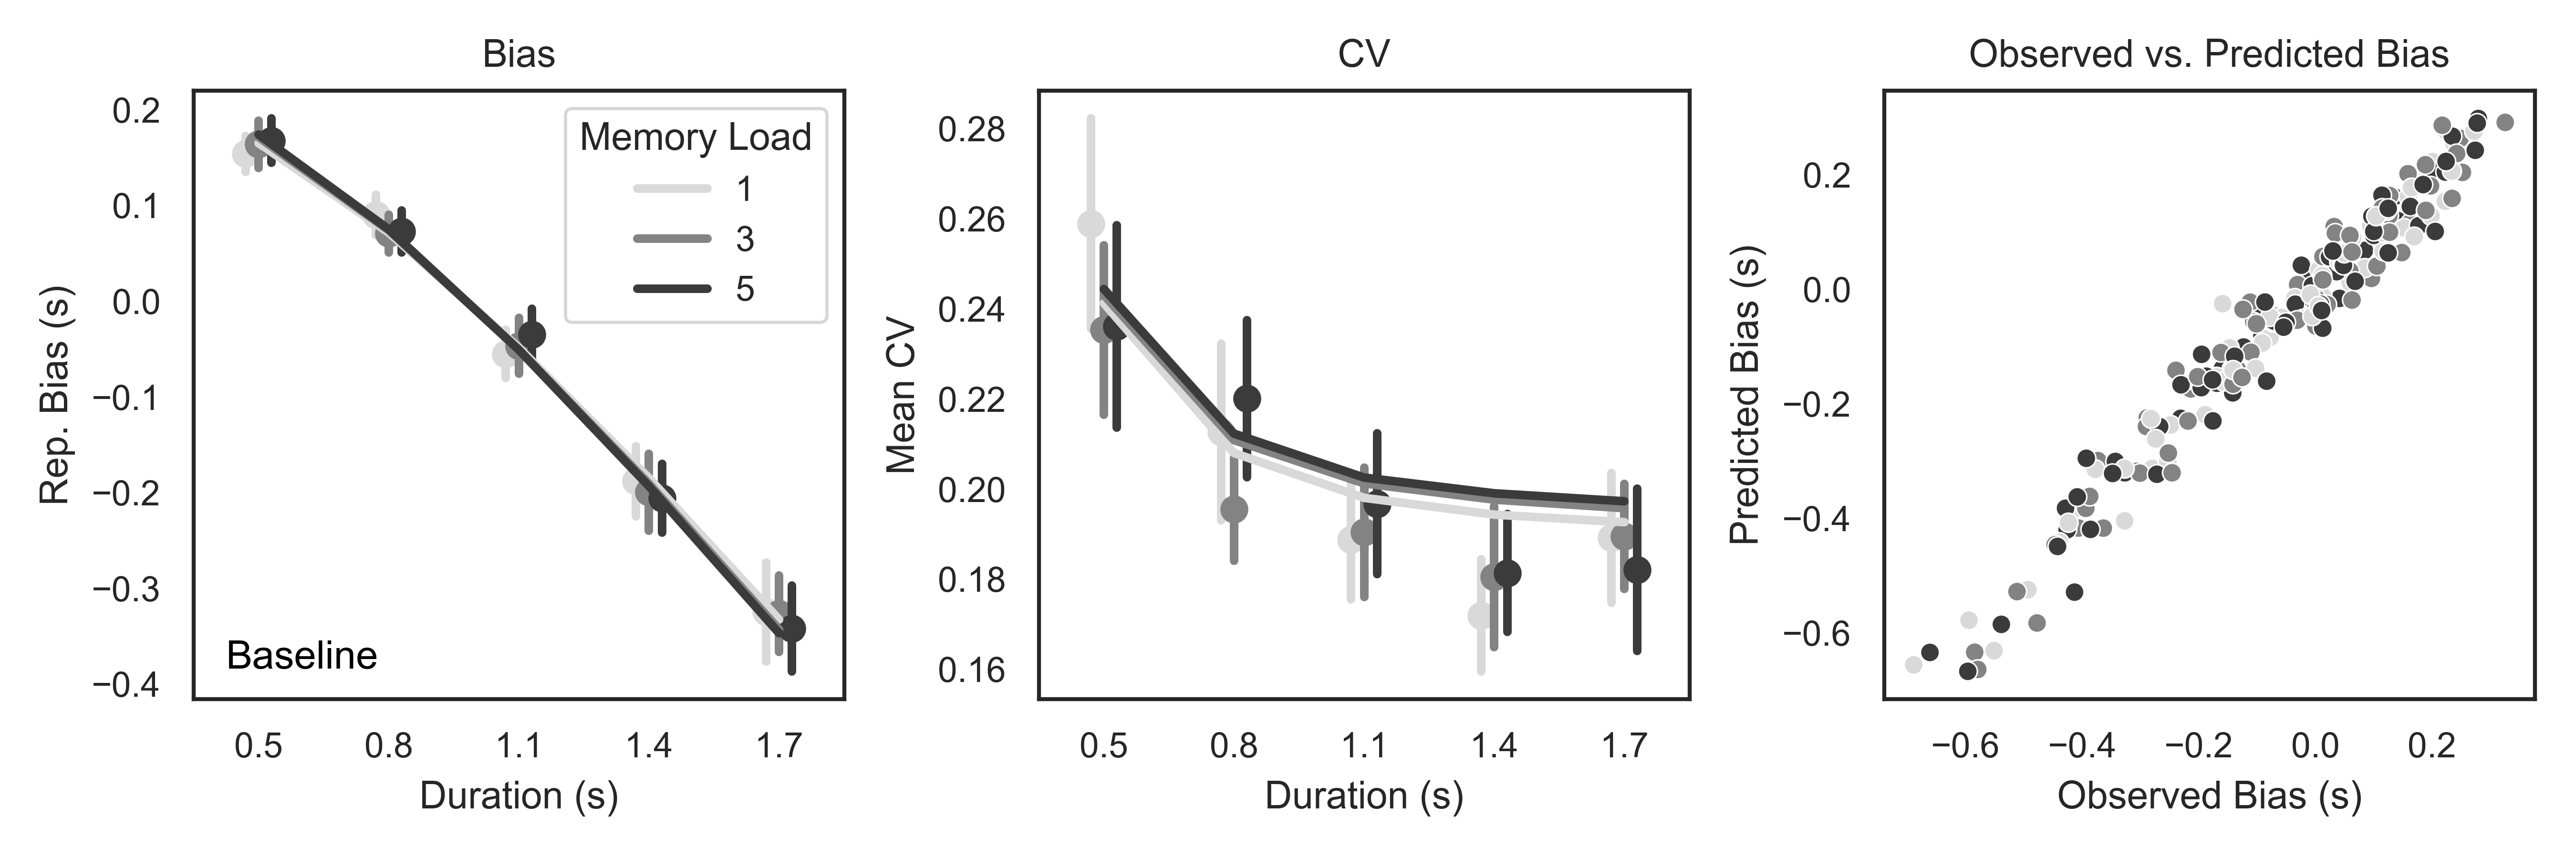 Bias
Rep. Bias (s)
0.2
0.1
0.0
−0.1
−0.2
−0.3
−0.4
Memory Load
1
3
5
Baseline
0.5 0.8 1.1 1.4 1.7
Duration (s)
CV
Mean CV
0.28
0.26
0.24
0.22
0.20
0.18
0.16
0.5 0.8 1.1 1.4 1.7
Duration (s)
Observed vs. Predicted Bias
Predicted Bias (s)
0.2
0.0
−0.2
−0.4
−0.6
−0.6 −0.4 −0.2 0.0 0.2
Observed Bias (s)